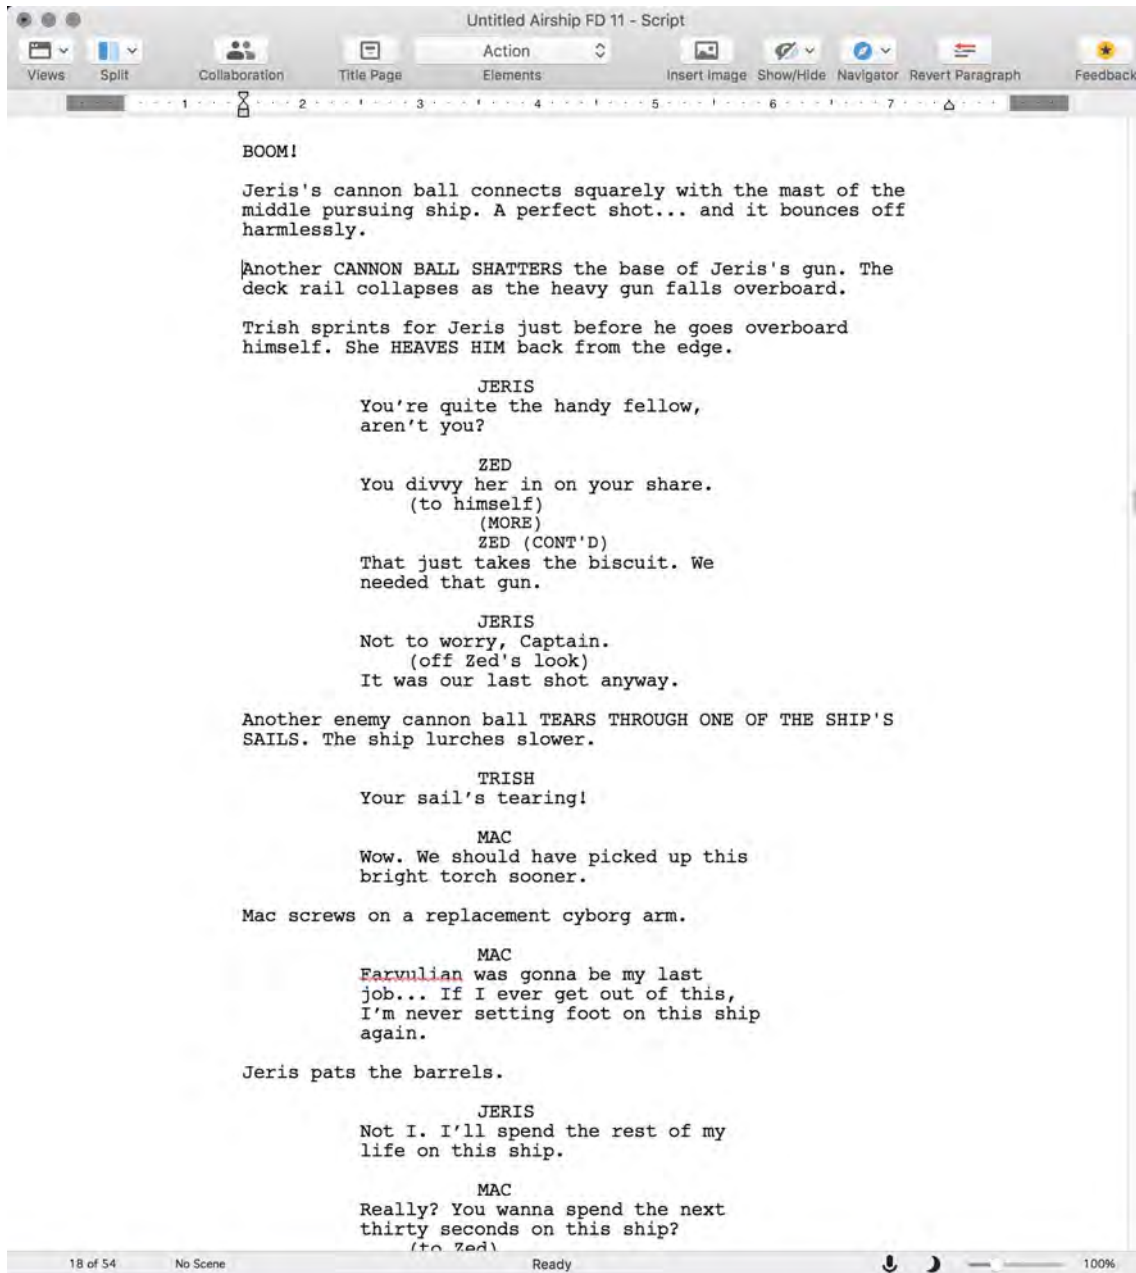 Untitled Airship FD 11 - Script
Action
Views Split Collaboration Title Page Elements Insert Image Show/Hide Navigator Revert Paragraph Feedback
1 2 3 4 5 6 7
BOOM!
Jeris's cannon ball connects squarely with the mast of the
middle pursuing ship. A perfect shot... and it bounces off
harmlessly.
Another CANNON BALL SHATTERS the base of Jeris's gun. The
deck rail collapses as the heavy gun falls overboard.
Trish sprints for Jeris just before he goes overboard
himself. She HEAVES HIM back from the edge.
JERIS
You’re quite the handy fellow,
aren’t you?
ZED
You divvy her in on your share.
(to himself)
(MORE)
ZED (CONT'D)
That just takes the biscuit. We
needed that gun.
JERIS
Not to worry, Captain.
(off Zed's look)
It was our last shot anyway.
Another enemy cannon ball TEARS THROUGH ONE OF THE SHIP'S
SAILS. The ship lurches slower.
TRISH
Your sail’s tearing!
MAC
Wow. We should have picked up this
bright torch sooner.
Mac screws on a replacement cyborg arm.
MAC
Farvulian was gonna be my last
job... If I ever get out of this,
I’m never setting foot on this ship
again.
Jeris pats the barrels.
JERIS
Not I. I’ll spend the rest of my
life on this ship.
MAC
Really? You wanna spend the next
thirty seconds on this ship?
(to Zed)
18 of 54 No Scene Ready 100%